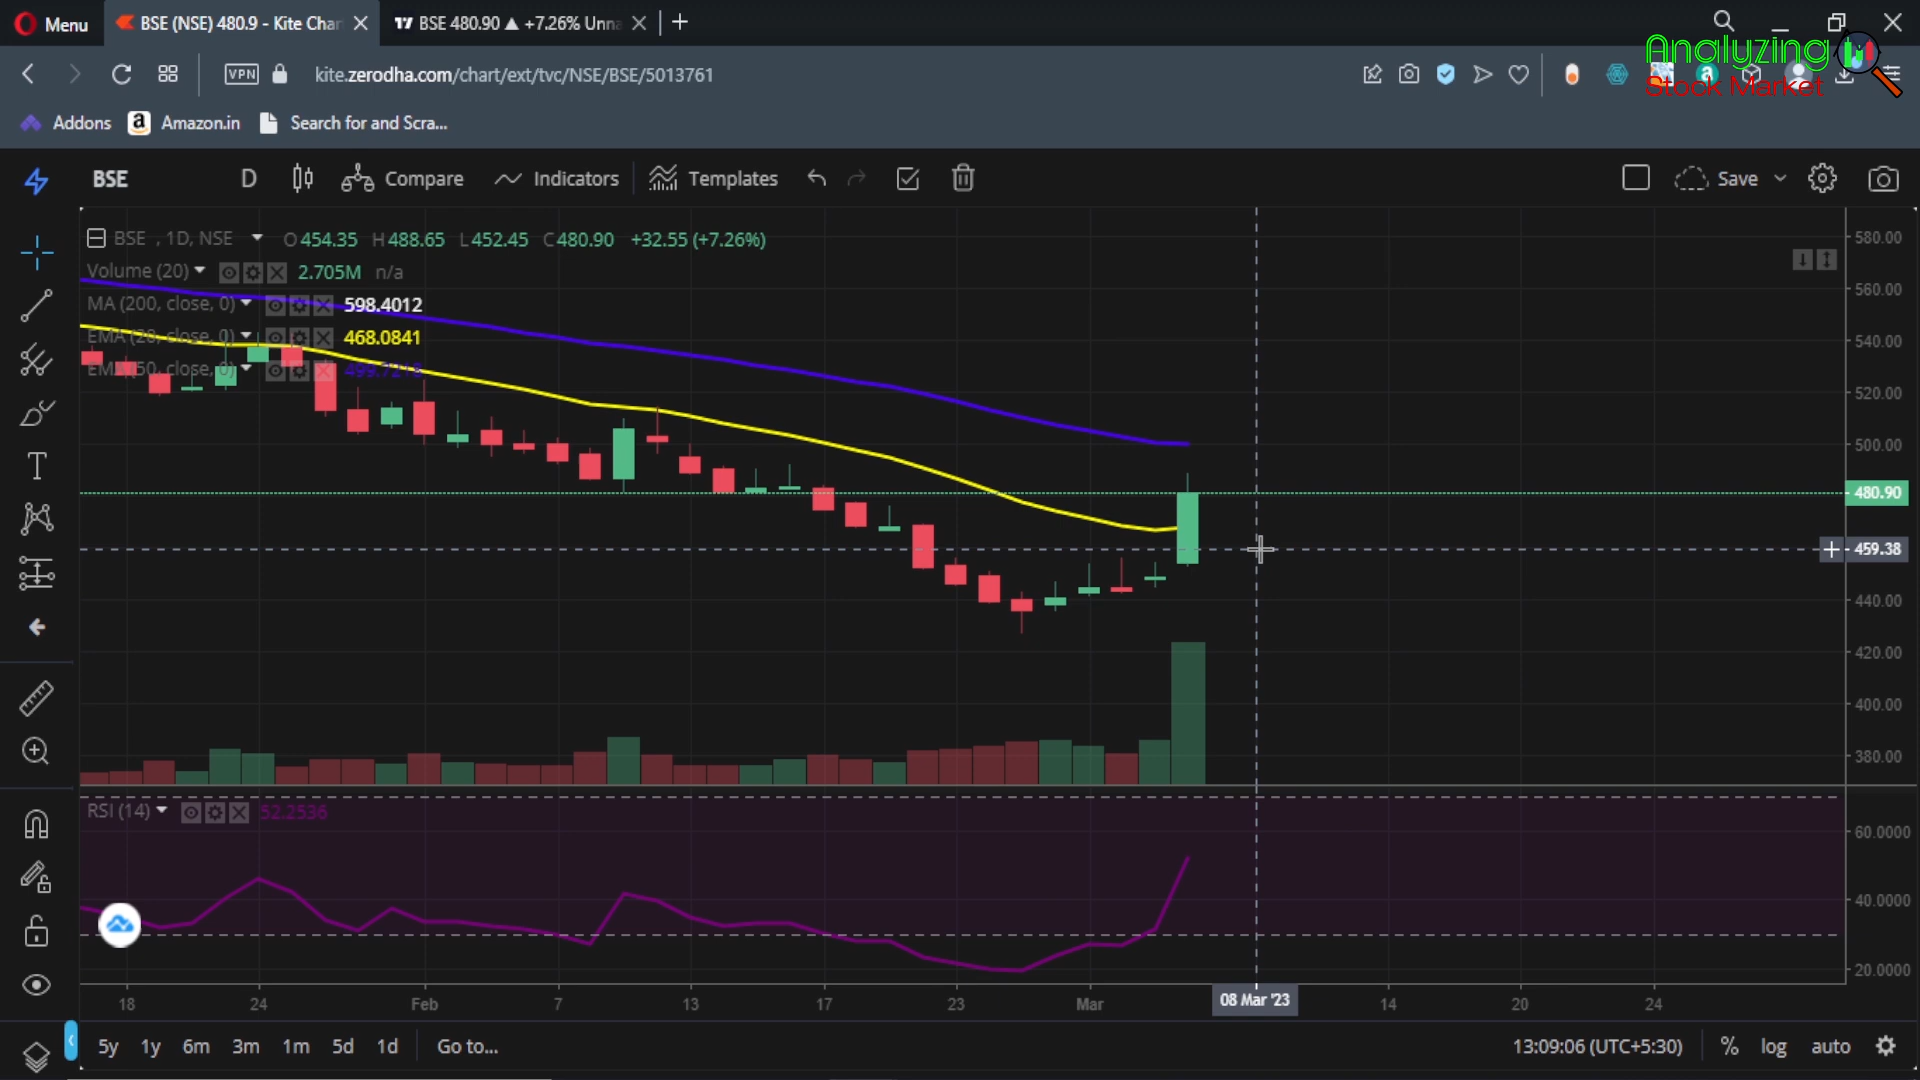 Menu
BSE (NSE) 480.9 - Kite Char
BSE 480.90 ▲ +7.26% Unna
Analyzing
Stock Market
VPN
kite.zerodha.com/chart/ext/tvc/NSE/BSE/5013761
Addons
Amazon.in
Search for and Scra...
BSE
D
Compare
Indicators
Templates
Save
BSE , 1D, NSE
O454.35 H488.65 L452.45 C480.90 +32.55 (+7.26%)
Volume (20)
2.705M n/a
MA (200, close, 0)
598.4012
EMA (20, close, 0)
468.0841
EMA (50, close, 0)
580.00
560.00
540.00
520.00
500.00
480.90
459.38
440.00
420.00
400.00
380.00
RSI (14)
52.2536
60.0000
40.0000
20.0000
18 24 Feb 7 13 17 23 Mar 08 Mar '23 14 20 24
5y 1y 6m 3m 1m 5d 1d Go to...
13:09:06 (UTC+5:30) % log auto